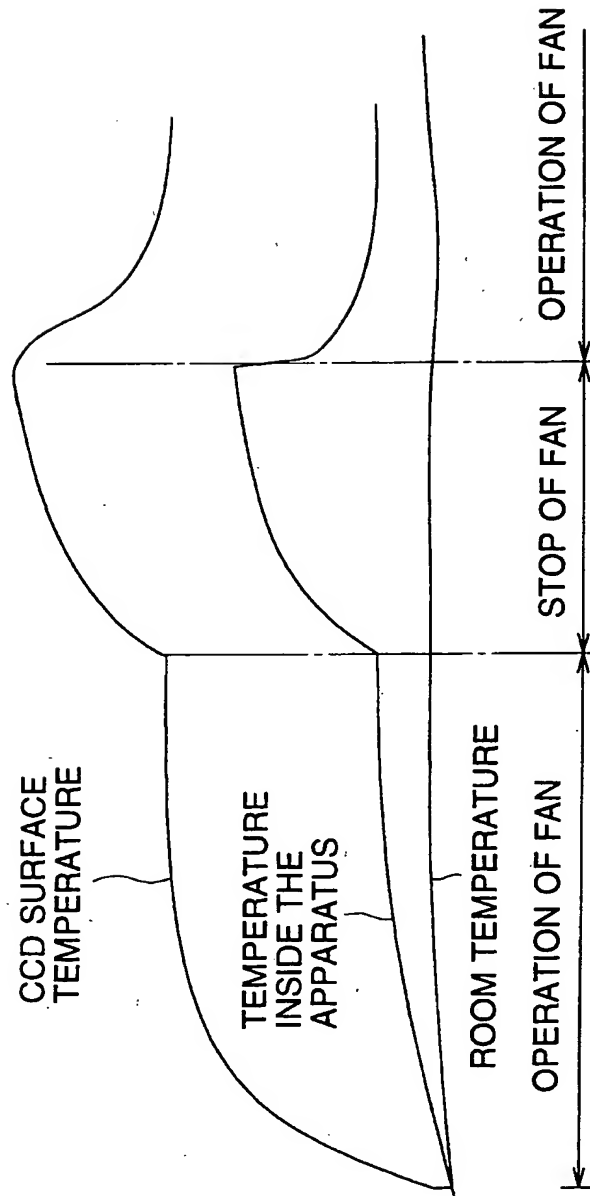 CCD SURFACE
TEMPERATURE
TEMPERATURE
INSIDE THE
APPARATUS
ROOM TEMPERATURE
OPERATION OF FAN
STOP OF FAN
OPERATION OF FAN